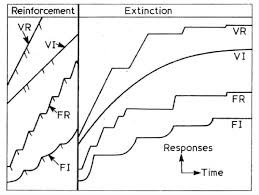 Reinforcement
Extinction
VR
VI
FR
FI
VR
VI
FR
FI
Responses
Time